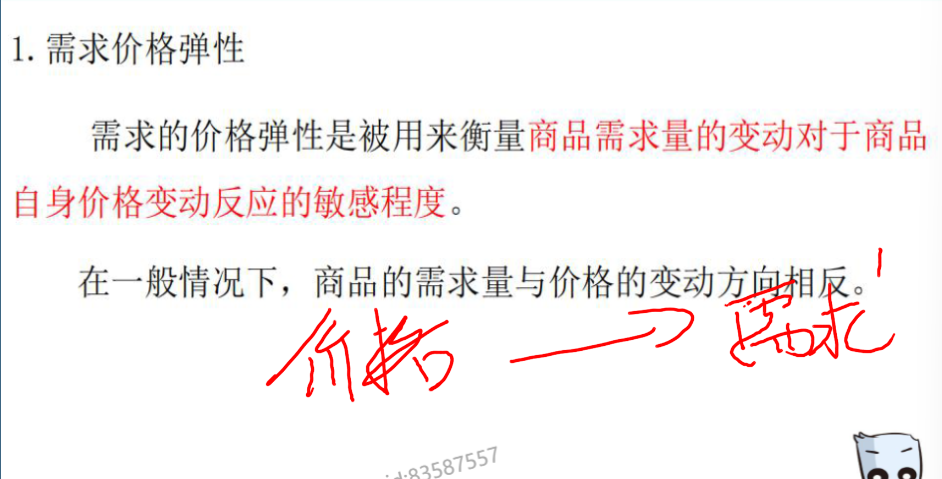 1. 需求价格弹性
需求的价格弹性是被用来衡量商品需求量的变动对于商品
自身价格变动反应的敏感程度。
在一般情况下，商品的需求量与价格的变动方向相反。
价格 → 需求
id:83587557